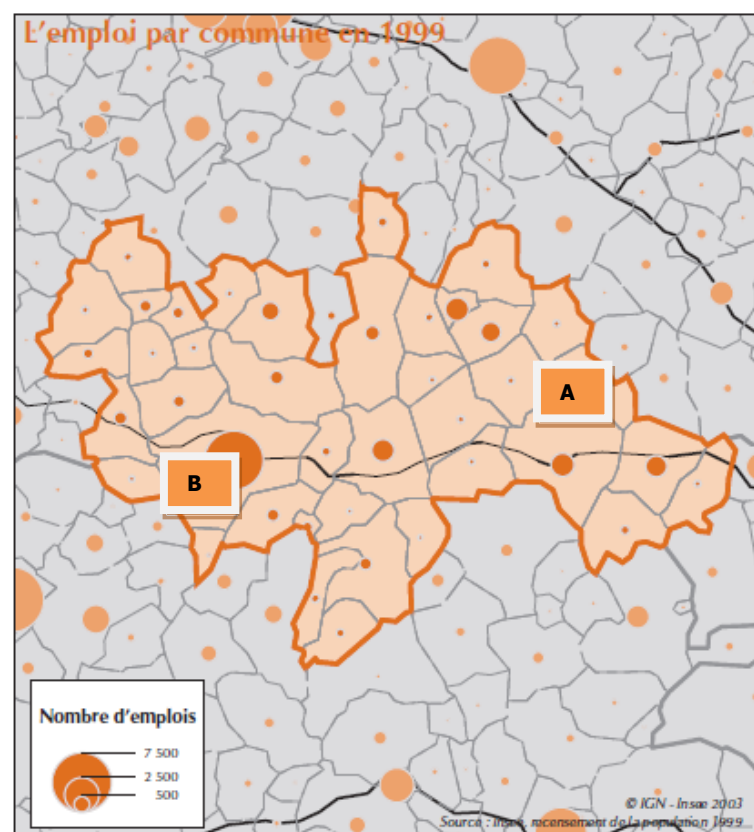 L'emploi par commune en 1999
A
B
Nombre d'emplois
7 500
2 500
500
© IGN - Insee 2003
Source : Insee, recensement de la population 1999